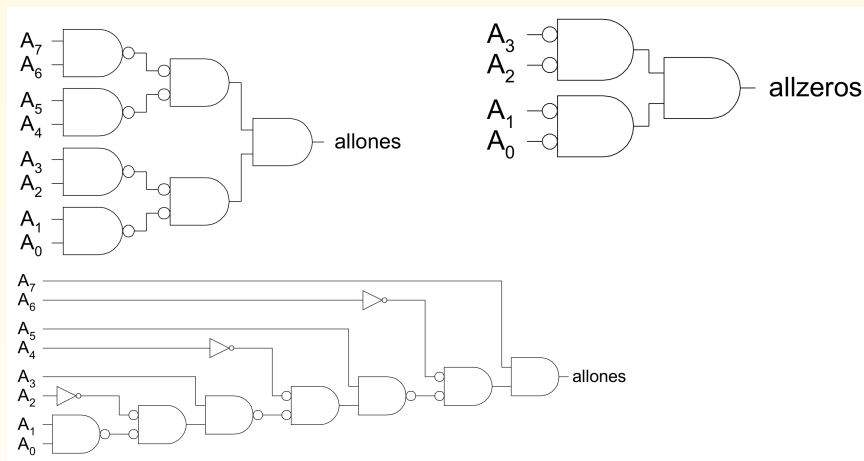 A₇
A₆
A₅
A₄
A₃
A₂
A₁
A₀
allones
A₃
A₂
A₁
A₀
allzeros
A₇
A₆
A₅
A₄
A₃
A₂
A₁
A₀
allones